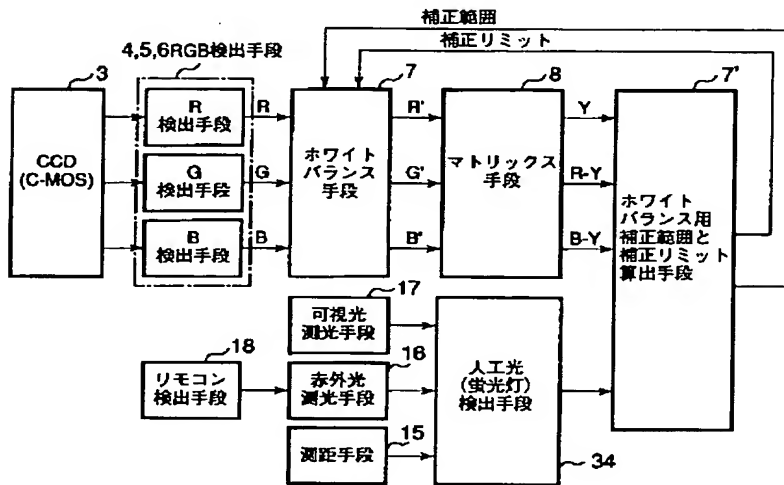 補正範囲
補正リミット
4,5,6RGB検出手段
3
7
8
7'
CCD
(C-MOS)
R
検出手段
R
G
検出手段
G
B
検出手段
B
ホワイト
バランス
手段
R'
G'
B'
マトリックス
手段
Y
R-Y
B-Y
ホワイト
バランス用
補正範囲と
補正リミット
算出手段
17
可視光
測光手段
18
リモコン
検出手段
16
赤外光
測光手段
15
測距手段
人工光
(蛍光灯)
検出手段
34